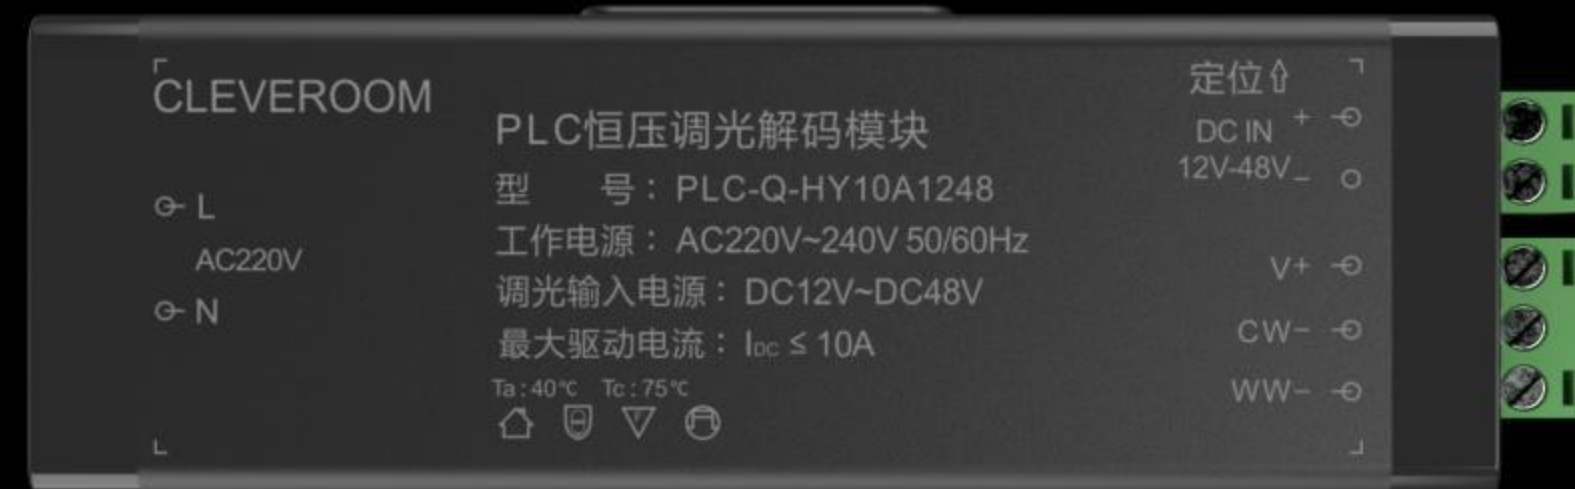 CLEVEROOM
L
AC220V
N
PLC恒压调光解码模块
型 号：PLC-Q-HY10A1248
工作电源：AC220V~240V 50/60Hz
调光输入电源：DC12V~DC48V
最大驱动电流：IDC ≤ 10A
Ta:40℃ Tc:75℃
定位⇧
DC IN +
12V-48V −
V+
CW−
WW−